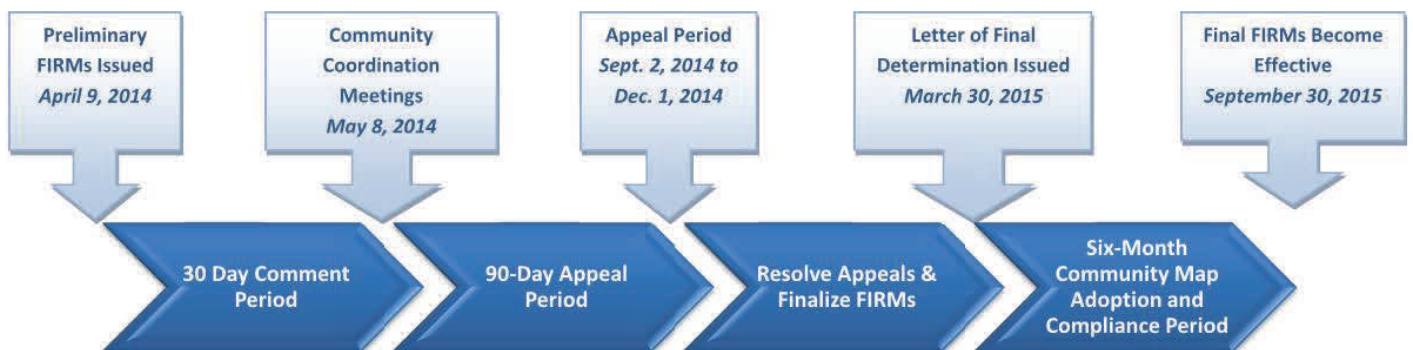 Preliminary
FIRMs Issued
April 9, 2014
Community
Coordination
Meetings
May 8, 2014
Appeal Period
Sept. 2, 2014 to
Dec. 1, 2014
Letter of Final
Determination Issued
March 30, 2015
Final FIRMs Become
Effective
September 30, 2015
30 Day Comment
Period
90-Day Appeal
Period
Resolve Appeals &
Finalize FIRMs
Six-Month
Community Map
Adoption and
Compliance Period